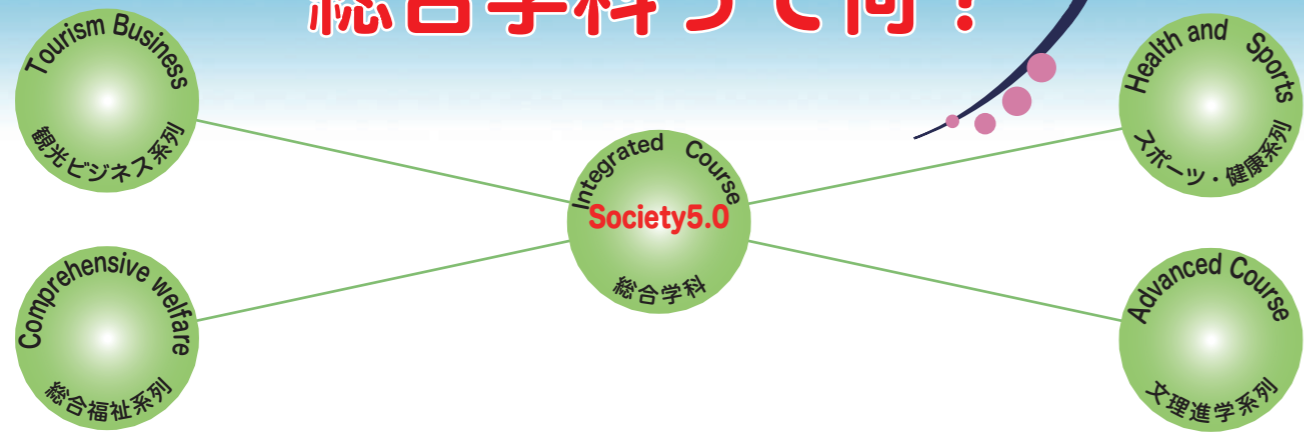 総合学科って何?
Tourism Business
観光ビジネス系列
Health and Sports
スポーツ・健康系列
Integrated Course
Society5.0
総合学科
Comprehensive welfare
総合福祉系列
Advanced Course
文理進学系列